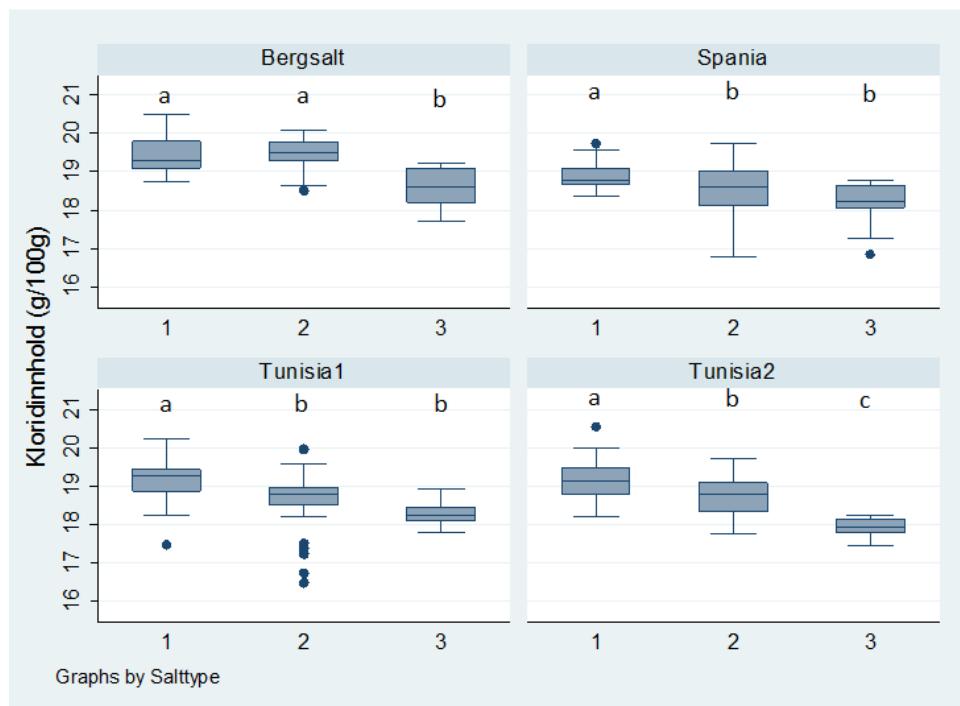 Bergsalt Spania
a a b a b b
21
20
19
18
17
16
1 2 3 1 2 3
Tunisia1 Tunisia2
a b b a b c
21
20
19
18
17
16
1 2 3 1 2 3
Kloridinnhold (g/100g)
Graphs by Salttype